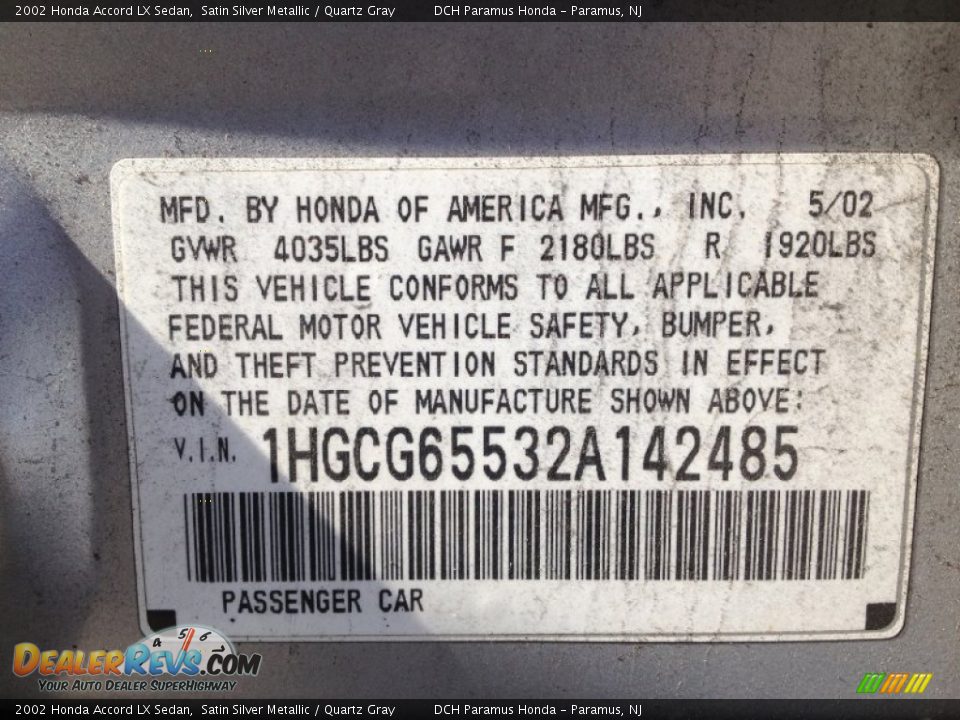 2002 Honda Accord LX Sedan, Satin Silver Metallic / Quartz Gray DCH Paramus Honda - Paramus, NJ
MFD. BY HONDA OF AMERICA MFG., INC. 5/02
GVWR 4035LBS GAWR F 2180LBS R 1920LBS
THIS VEHICLE CONFORMS TO ALL APPLICABLE
FEDERAL MOTOR VEHICLE SAFETY, BUMPER,
AND THEFT PREVENTION STANDARDS IN EFFECT
ON THE DATE OF MANUFACTURE SHOWN ABOVE:
V.I.N. 1HGCG65532A142485
PASSENGER CAR
4 5 6
DEALERREVS.COM
YOUR AUTO DEALER SUPERHIGHWAY
2002 Honda Accord LX Sedan, Satin Silver Metallic / Quartz Gray DCH Paramus Honda - Paramus, NJ